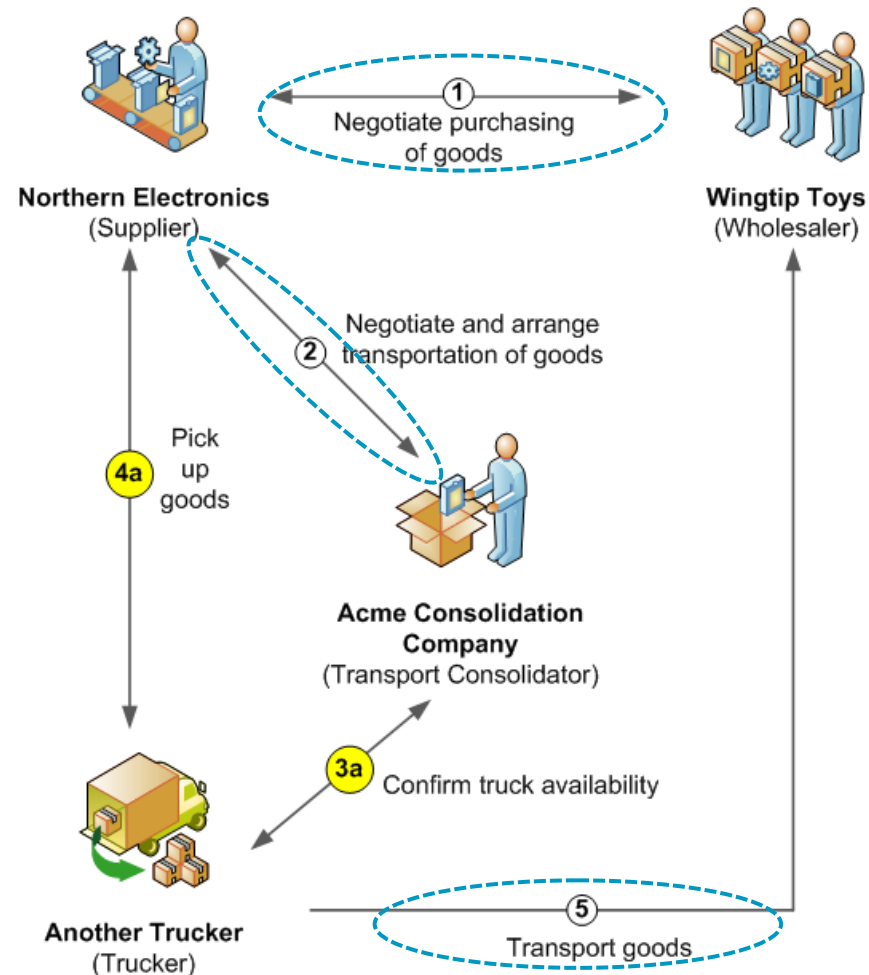 1
Negotiate purchasing
of goods
Northern Electronics
(Supplier)
Wingtip Toys
(Wholesaler)
2
Negotiate and arrange
transportation of goods
4a
Pick
up
goods
Acme Consolidation
Company
(Transport Consolidator)
3a
Confirm truck availability
5
Transport goods
Another Trucker
(Trucker)